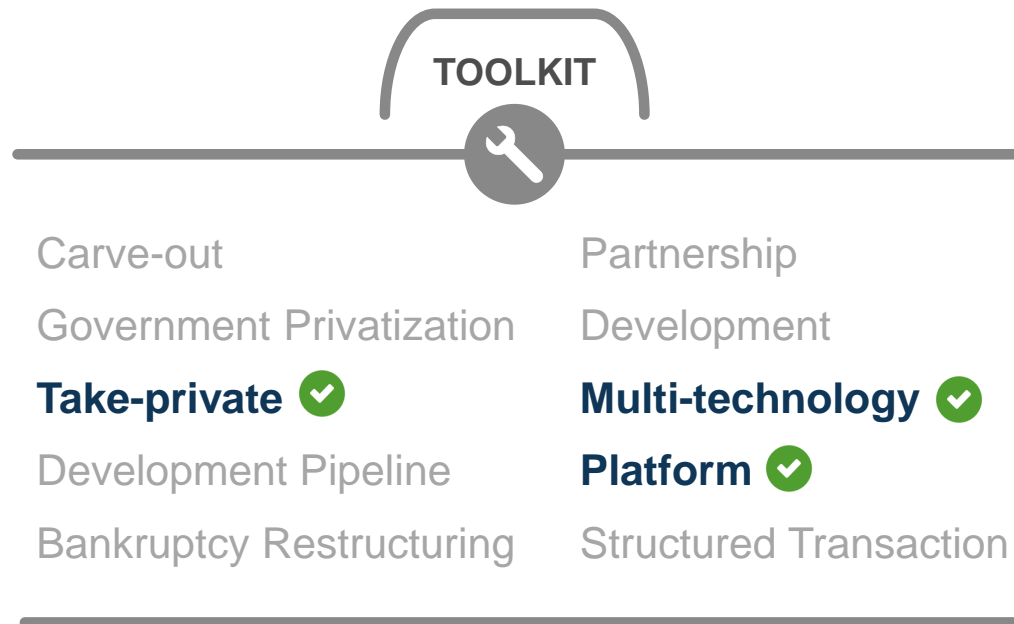 TOOLKIT
Carve-out
Government Privatization
Take-private
Development Pipeline
Bankruptcy Restructuring
Partnership
Development
Multi-technology
Platform
Structured Transaction